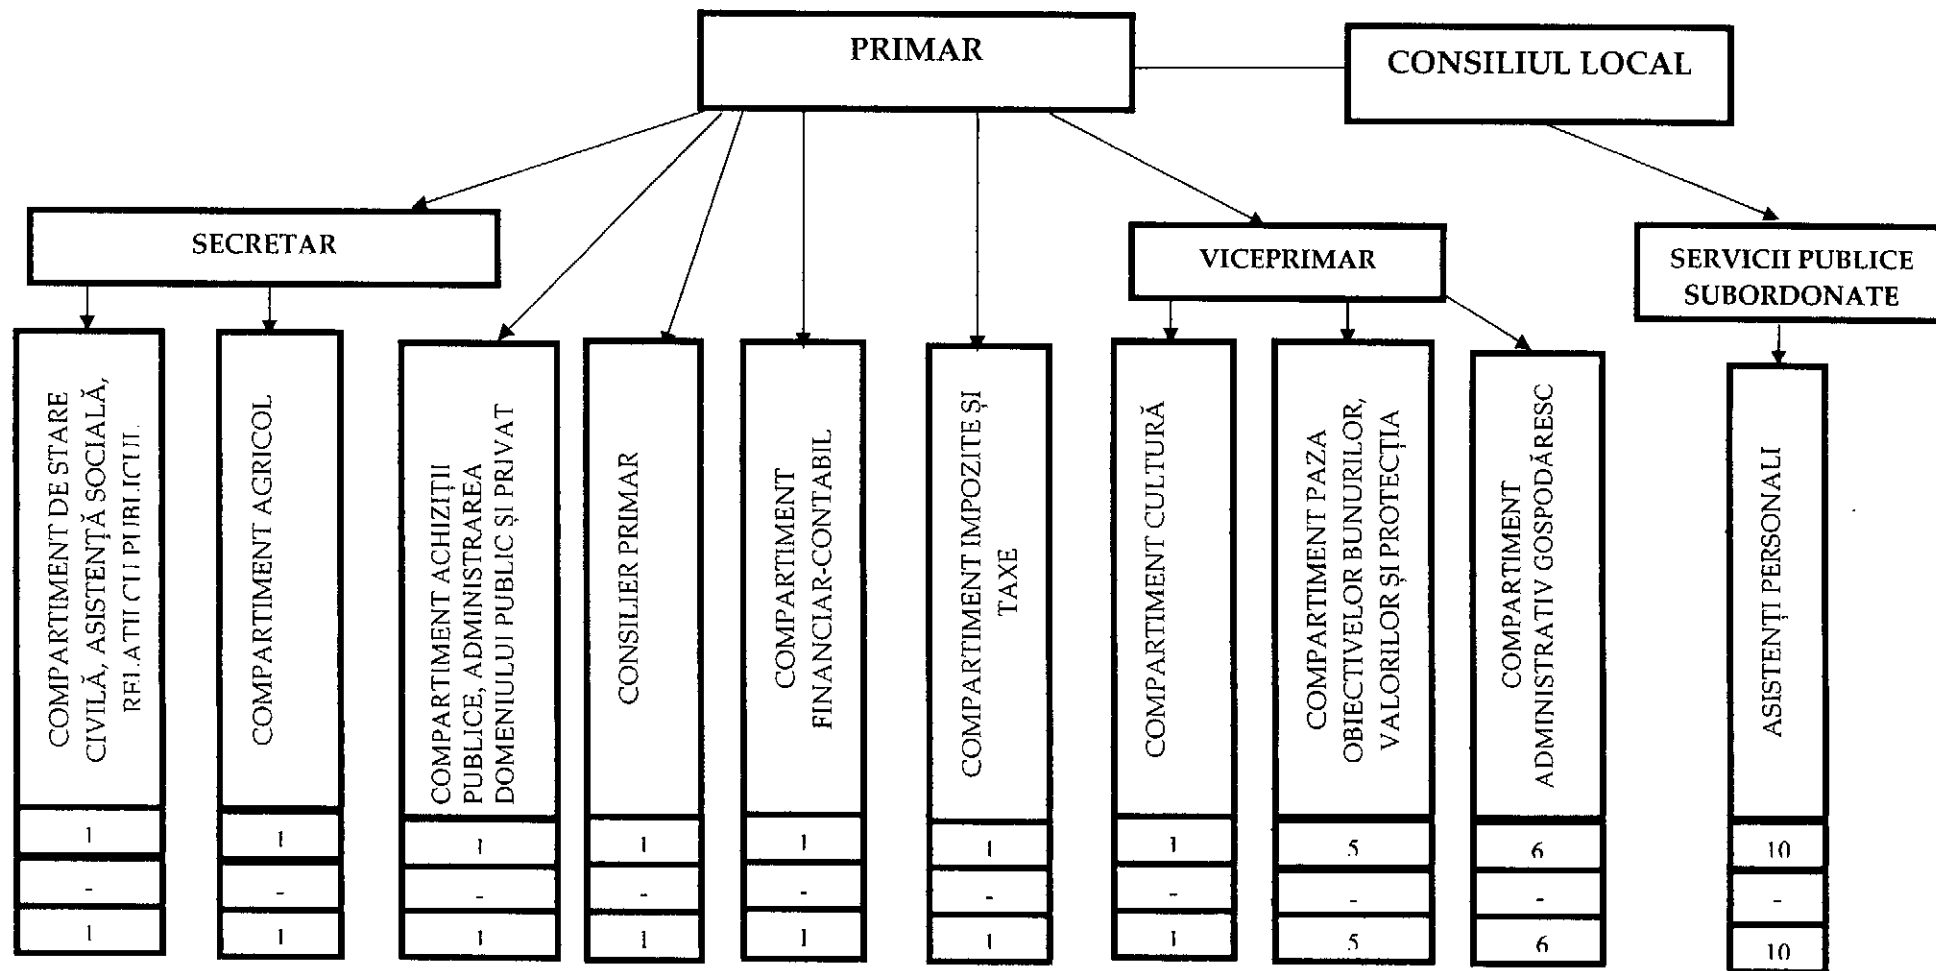 PRIMAR
CONSILIUL LOCAL
SECRETAR
VICEPRIMAR
SERVICII PUBLICE
SUBORDONATE
COMPARTIMENT DE STARE
CIVILĂ, ASISTENȚĂ SOCIALĂ,
RELATII CU PUBLICUL
COMPARTIMENT AGRICOL
COMPARTIMENT ACHIZIȚII
PUBLICE, ADMINISTRAREA
DOMENIULUI PUBLIC ȘI PRIVAT
CONSILIER PRIMAR
COMPARTIMENT
FINANCIAR-CONTABIL
COMPARTIMENT IMPOZITE ȘI
TAXE
COMPARTIMENT CULTURĂ
COMPARTIMENT PAZA
OBIECTIVELOR BUNURILOR,
VALORILOR ȘI PROTECȚIA
COMPARTIMENT
ADMINISTRATIV GOSPODĂRESC
ASISTENȚI PERSONALI
1 1 1 1 1 1 1 5 6 10
- - - - - - - - - -
1 1 1 1 1 1 1 5 6 10